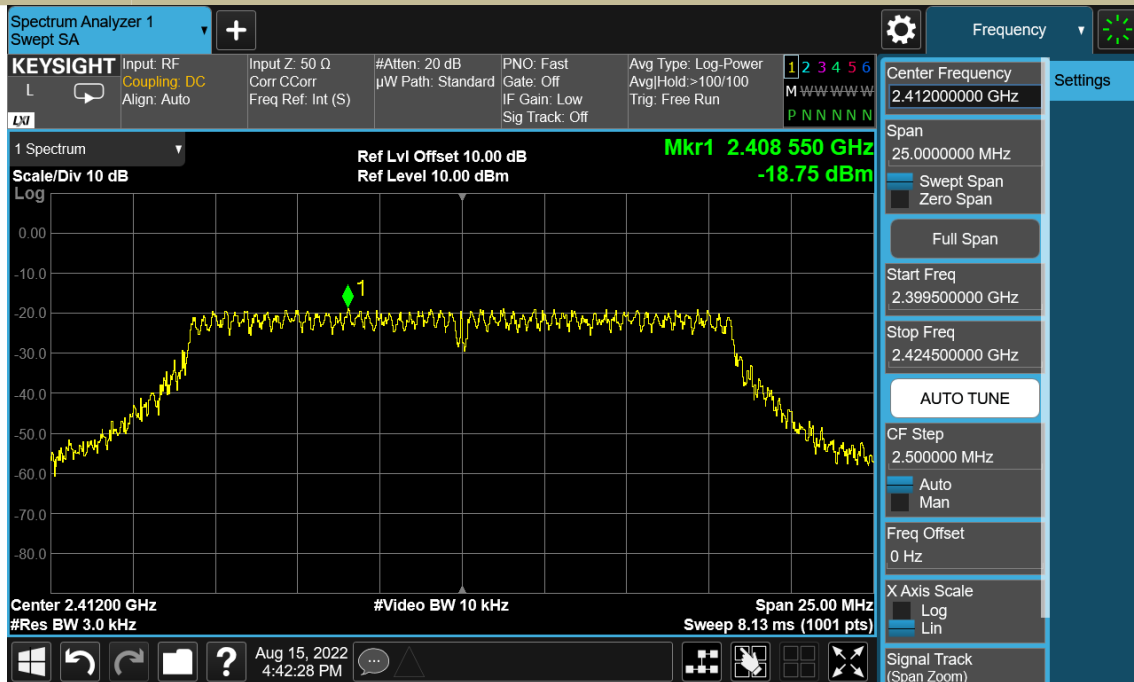 Spectrum Analyzer 1
Swept SA
+
Frequency
KEYSIGHT
L
LXI
Input: RF
Coupling: DC
Align: Auto
Input Z: 50 Ω
Corr CCorr
Freq Ref: Int (S)
#Atten: 20 dB
µW Path: Standard
PNO: Fast
Gate: Off
IF Gain: Low
Sig Track: Off
Avg Type: Log-Power
Avg|Hold:>100/100
Trig: Free Run
1 2 3 4 5 6
M W W W W W
P N N N N N
1 Spectrum
Scale/Div 10 dB
Log
Ref Lvl Offset 10.00 dB
Ref Level 10.00 dBm
Mkr1 2.408 550 GHz
-18.75 dBm
0.00
-10.0
1
-20.0
-30.0
-40.0
-50.0
-60.0
-70.0
-80.0
Center 2.41200 GHz
#Video BW 10 kHz
Span 25.00 MHz
#Res BW 3.0 kHz
Sweep 8.13 ms (1001 pts)
Center Frequency
2.412000000 GHz
Settings
Span
25.0000000 MHz
Swept Span
Zero Span
Full Span
Start Freq
2.399500000 GHz
Stop Freq
2.424500000 GHz
AUTO TUNE
CF Step
2.500000 MHz
Auto
Man
Freq Offset
0 Hz
X Axis Scale
Log
Lin
Signal Track
(Span Zoom)
?
Aug 15, 2022
4:42:28 PM